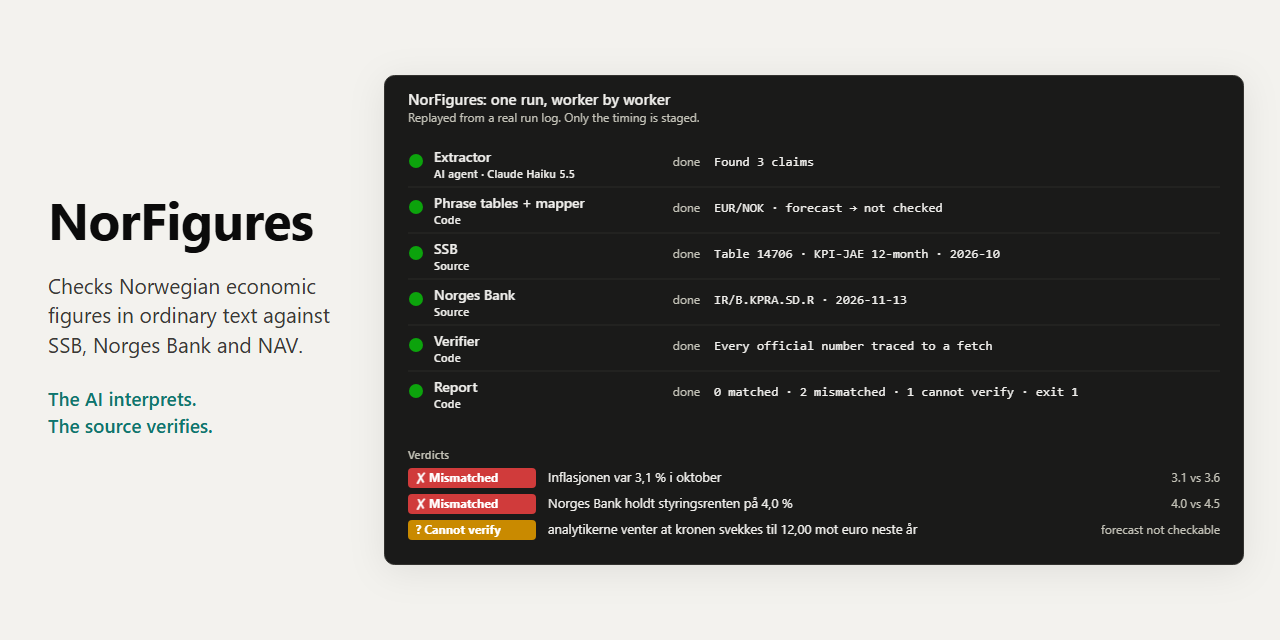 NorFigures
Checks Norwegian economic
figures in ordinary text against
SSB, Norges Bank and NAV.
The AI interprets.
The source verifies.
NorFigures: one run, worker by worker
Replayed from a real run log. Only the timing is staged.
Extractor
AI agent · Claude Haiku 5.5
done Found 3 claims
Phrase tables + mapper
Code
done EUR/NOK · forecast → not checked
SSB
Source
done Table 14706 · KPI-JAE 12-month · 2026-10
Norges Bank
Source
done IR/B.KPRA.SD.R · 2026-11-13
Verifier
Code
done Every official number traced to a fetch
Report
Code
done 0 matched · 2 mismatched · 1 cannot verify · exit 1
Verdicts
✗ Mismatched Inflasjonen var 3,1 % i oktober 3.1 vs 3.6
✗ Mismatched Norges Bank holdt styringsrenten på 4,0 % 4.0 vs 4.5
? Cannot verify analytikerne venter at kronen svekkes til 12,00 mot euro neste år forecast not checkable